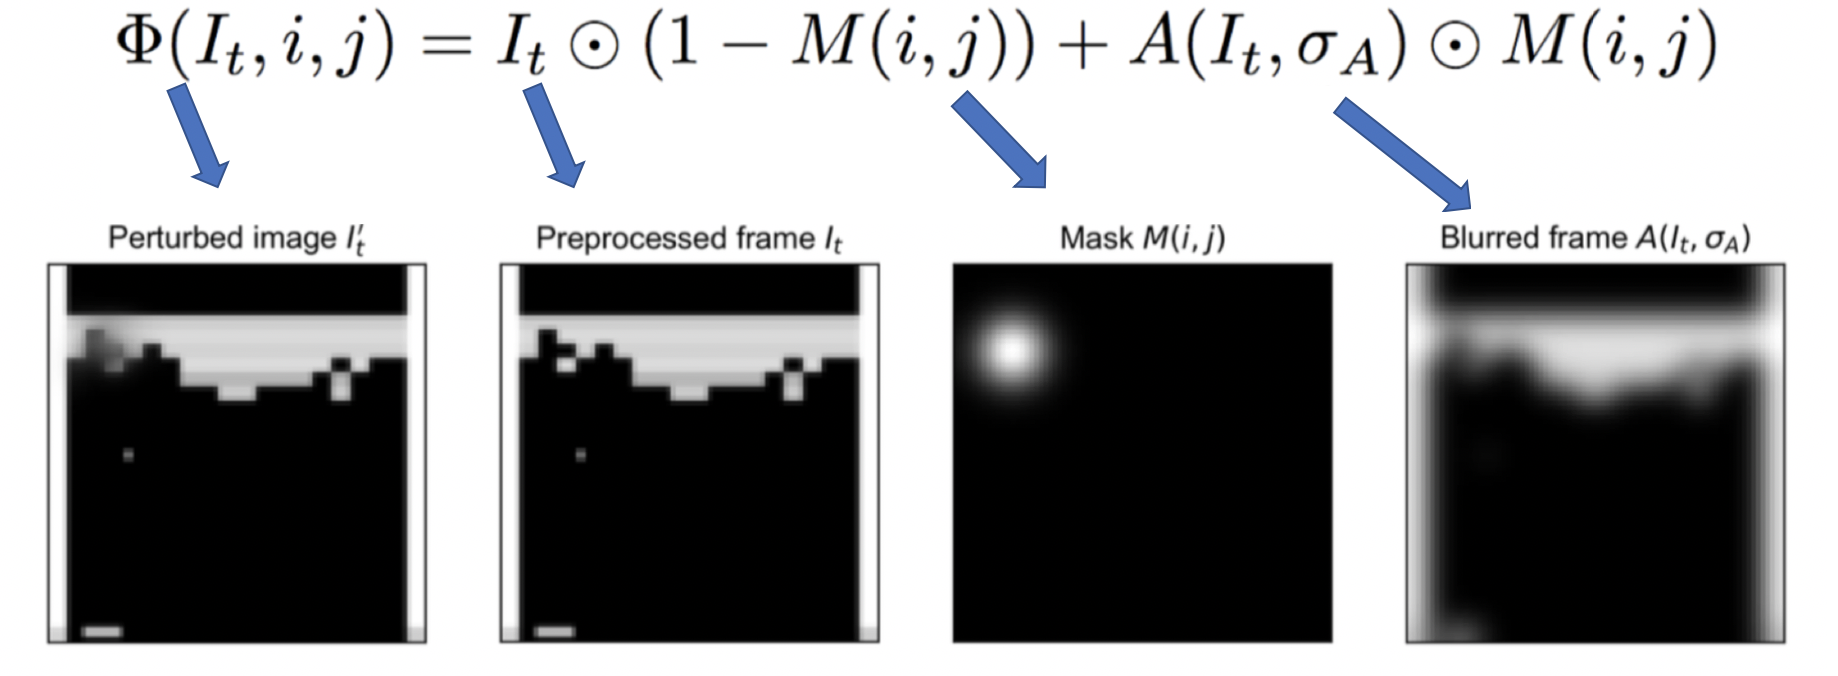 Φ(I_t, i, j) = I_t ⊙ (1 − M(i, j)) + A(I_t, σ_A) ⊙ M(i, j)
Perturbed image I′_t
Preprocessed frame I_t
Mask M(i, j)
Blurred frame A(I_t, σ_A)